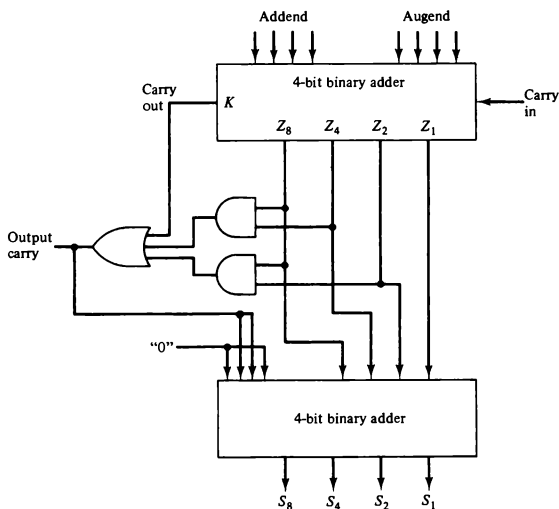 Addend Augend
4-bit binary adder
Carry out
K
Carry in
Z8 Z4 Z2 Z1
Output carry
“0”
4-bit binary adder
S8 S4 S2 S1